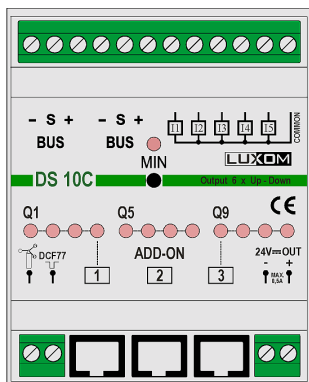 - S + - S +
BUS BUS
I1 I2 I3 I4 I5 COMMON
MIN LUXOM
DS 10C Output 6 x Up - Down
Q1 Q5 Q9 CE
DCF77 ADD-ON 24V OUT
- +
1 2 3 MAX. 0,6A